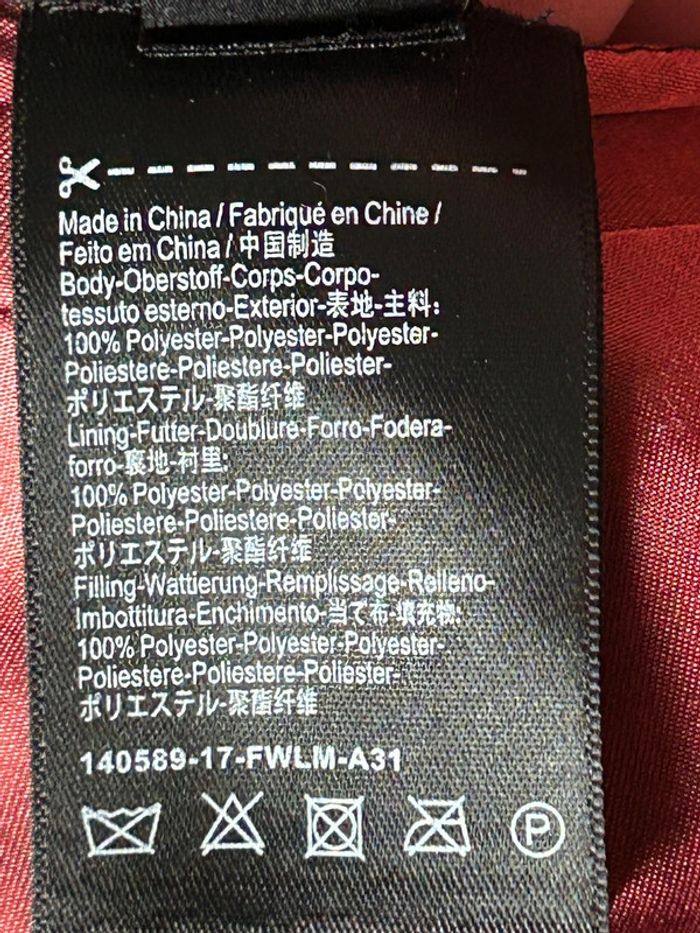 Made in China / Fabriqué en Chine /
Feito em China / 中国制造
Body-Oberstoff-Corps-Corpo-
tessuto esterno-Exterior-表地-主料:
100% Polyester-Polyester-Polyester-
Poliestere-Poliestere-Poliester-
ポリエステル-聚酯纤维
Lining-Futter-Doublure-Forro-Fodera-
forro-裏地-衬里:
100% Polyester-Polyester-Polyester-
Poliestere-Poliestere-Poliester-
ポリエステル-聚酯纤维
Filling-Wattierung-Remplissage-Relleno-
Imbottitura-Enchimento-当て布-填充物:
100% Polyester-Polyester-Polyester-
Poliestere-Poliestere-Poliester-
ポリエステル-聚酯纤维
140589-17-FWLM-A31
P